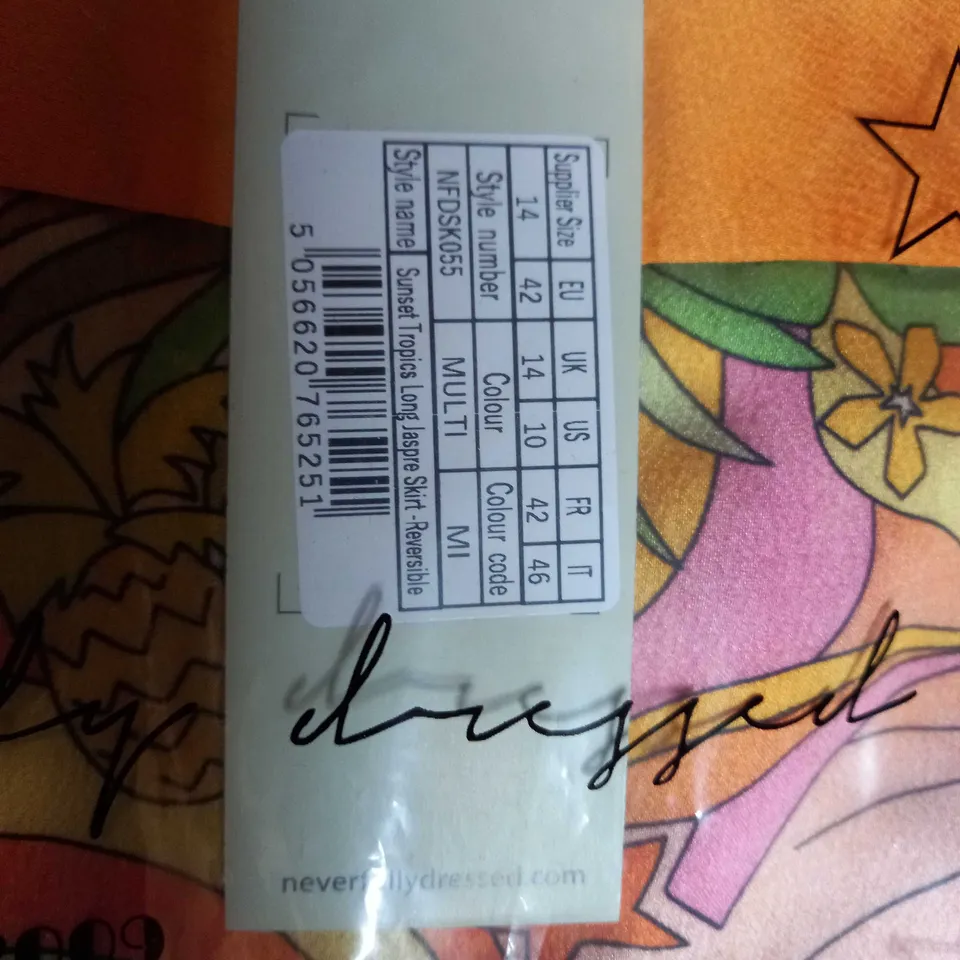 Supplier Size EU UK US FR IT
14 42 14 10 42 46
Style number Colour Colour code
NFDSK055 MULTI MI
Style name Sunset Tropics Long Jaspre Skirt -Reversible
5 056620 765251
ly dressed
neverfullydressed.com